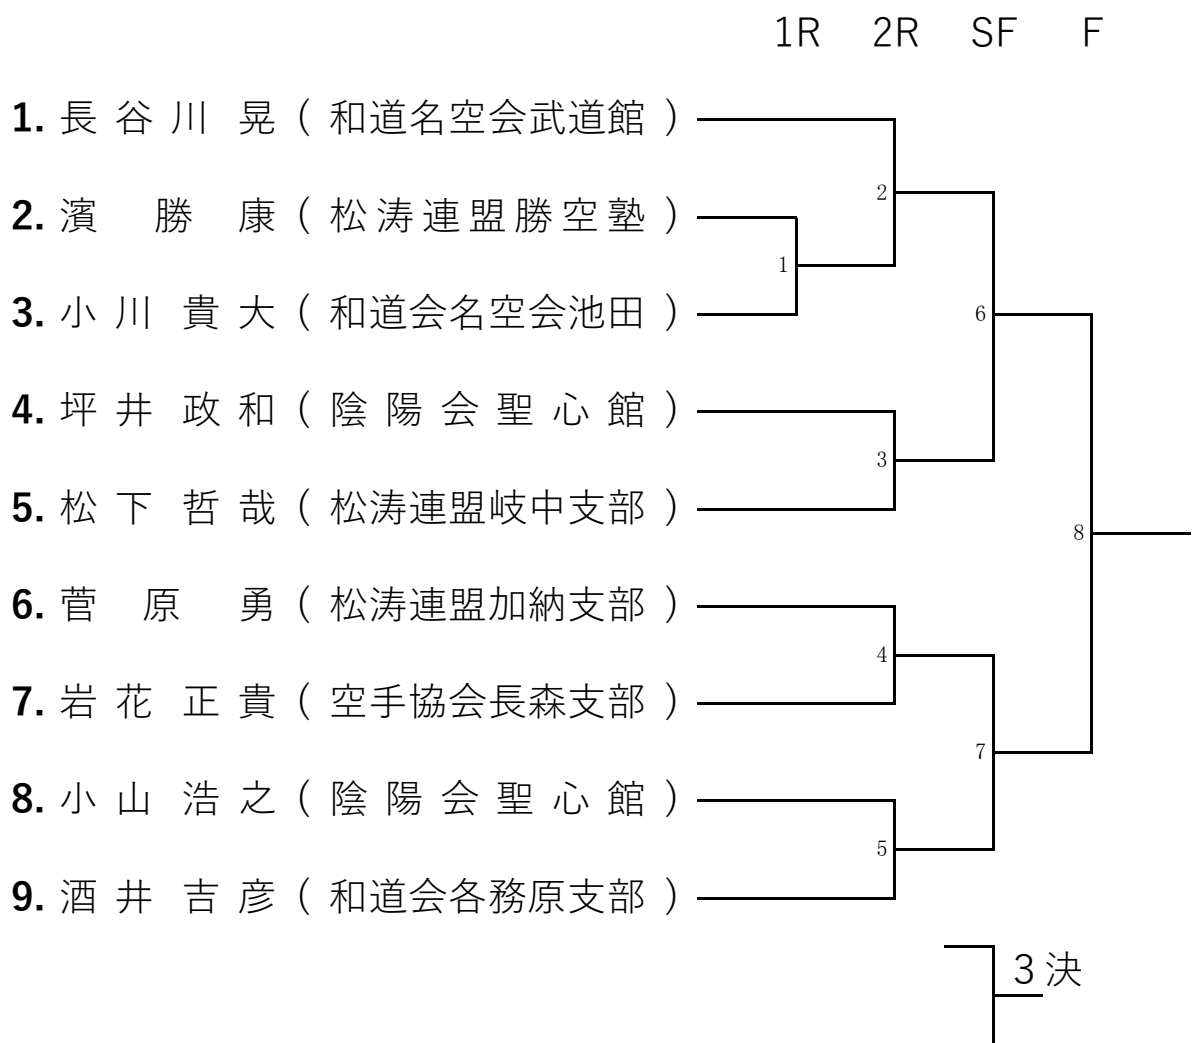 1R 2R SF F
1. 長谷川 晃 ( 和道名空会武道館 )
2
2. 濱 勝 康 ( 松涛連盟勝空塾 )
1
3. 小川 貴大 ( 和道会名空会池田 )
6
4. 坪井 政和 ( 陰陽会聖心館 )
3
5. 松下 哲哉 ( 松涛連盟岐中支部 )
8
6. 菅原 勇 ( 松涛連盟加納支部 )
4
7. 岩花 正貴 ( 空手協会長森支部 )
7
8. 小山 浩之 ( 陰陽会聖心館 )
5
9. 酒井 吉彦 ( 和道会各務原支部 )
3決